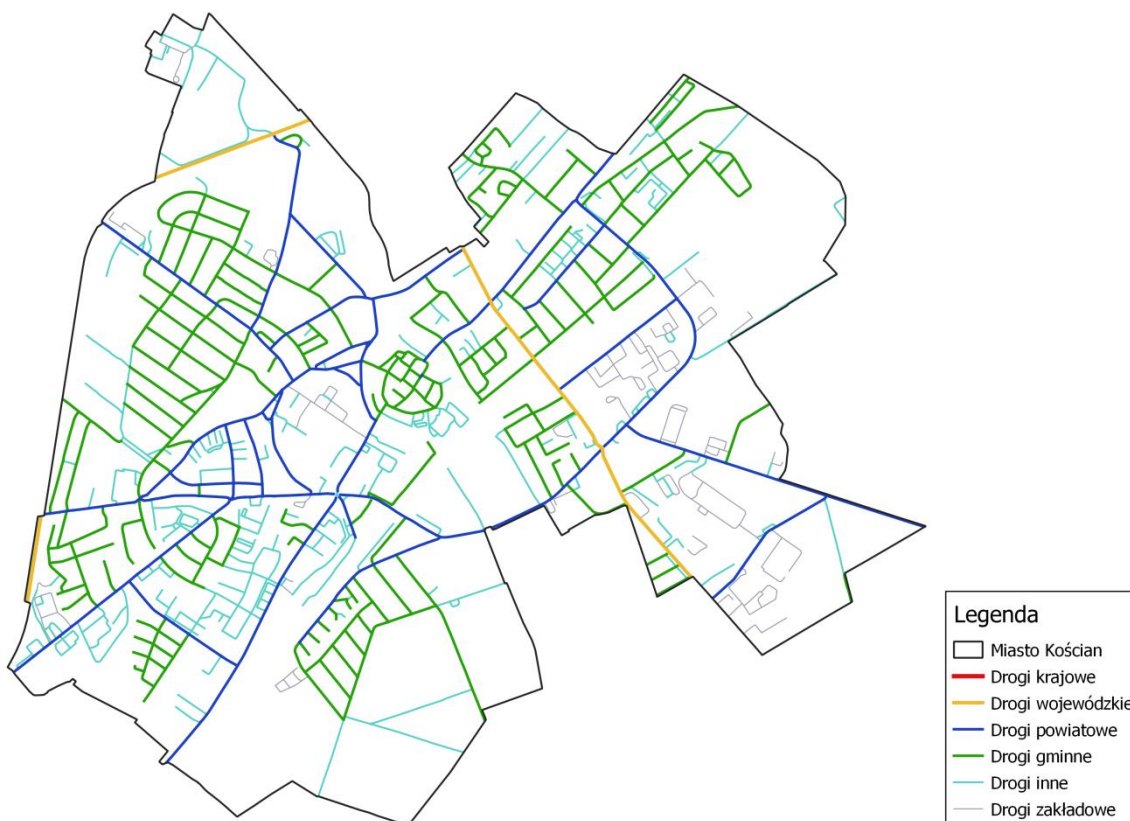 Legenda
Miasto Kościan
Drogi krajowe
Drogi wojewódzkie
Drogi powiatowe
Drogi gminne
Drogi inne
Drogi zakładowe